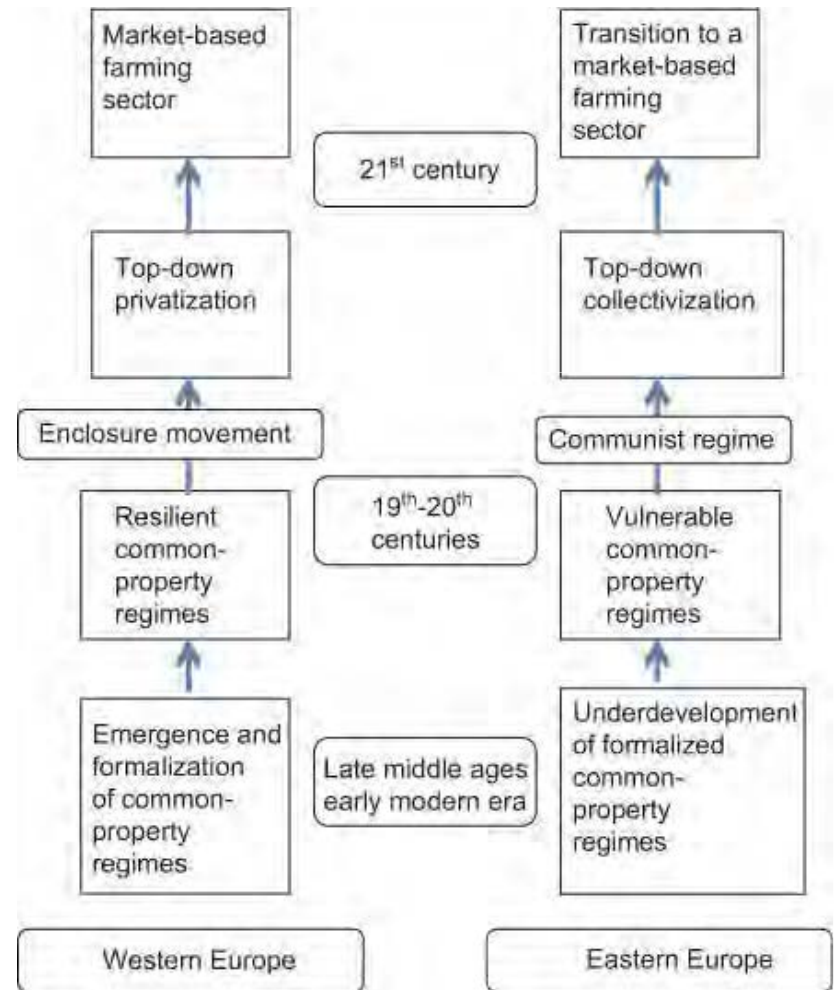 Market-based
farming
sector
Transition to a
market-based
farming
sector
21st century
Top-down
privatization
Top-down
collectivization
Enclosure movement
Communist regime
Resilient
common-
property
regimes
19th-20th
centuries
Vulnerable
common-
property
regimes
Emergence and
formalization
of common-
property
regimes
Late middle ages
early modern era
Underdevelopment
of formalized
common-
property
regimes
Western Europe
Eastern Europe